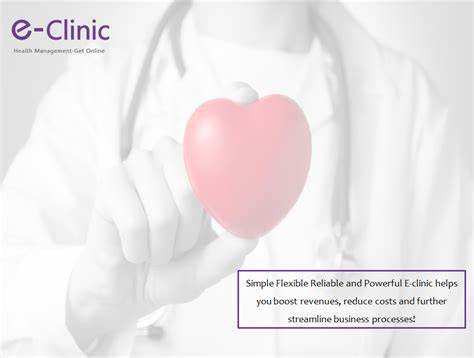 e-Clinic
Health Management-Get Online
Simple Flexible Reliable and Powerful E-clinic helps
you boost revenues, reduce costs and further
streamline business processes!